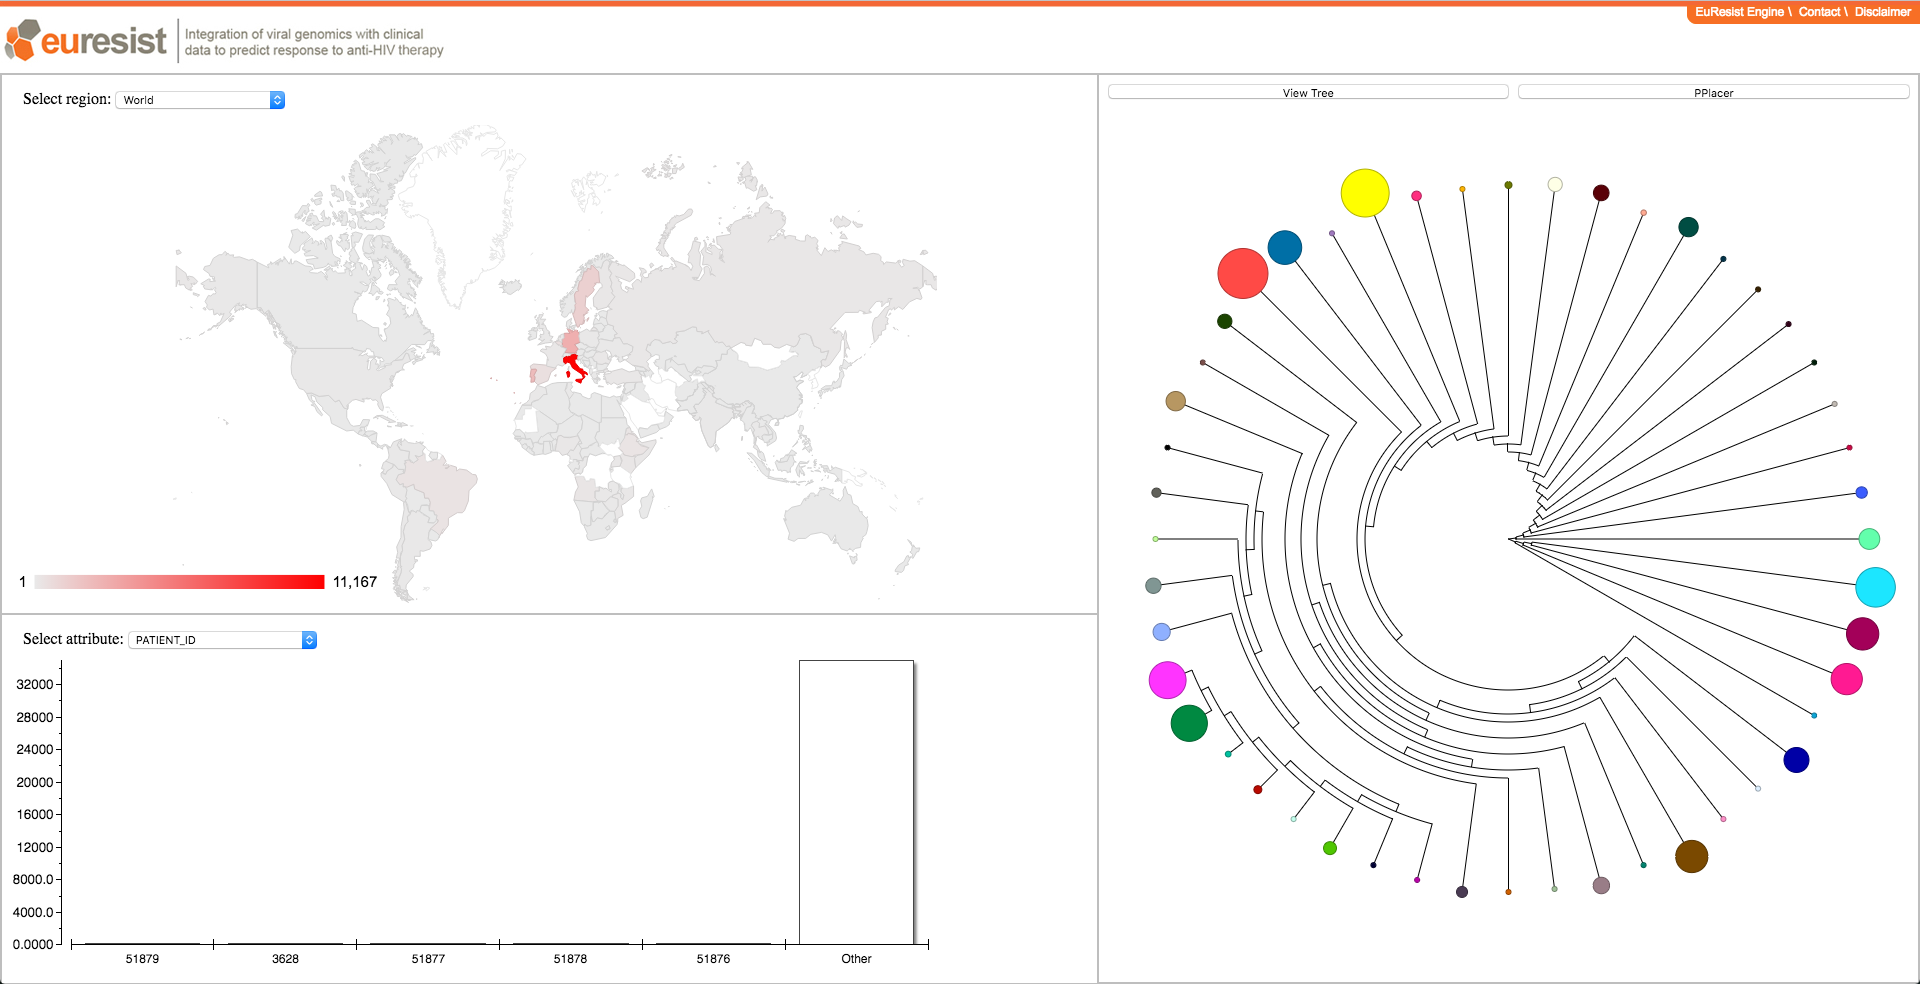 EuResist Engine \ Contact \ Disclaimer
euresist
Integration of viral genomics with clinical
data to predict response to anti-HIV therapy
Select region: World
1 11,167
Select attribute: PATIENT_ID
32000
28000
24000
20000
16000
12000
8000.0
4000.0
0.0000
51879 3628 51877 51878 51876 Other
View Tree PPlacer